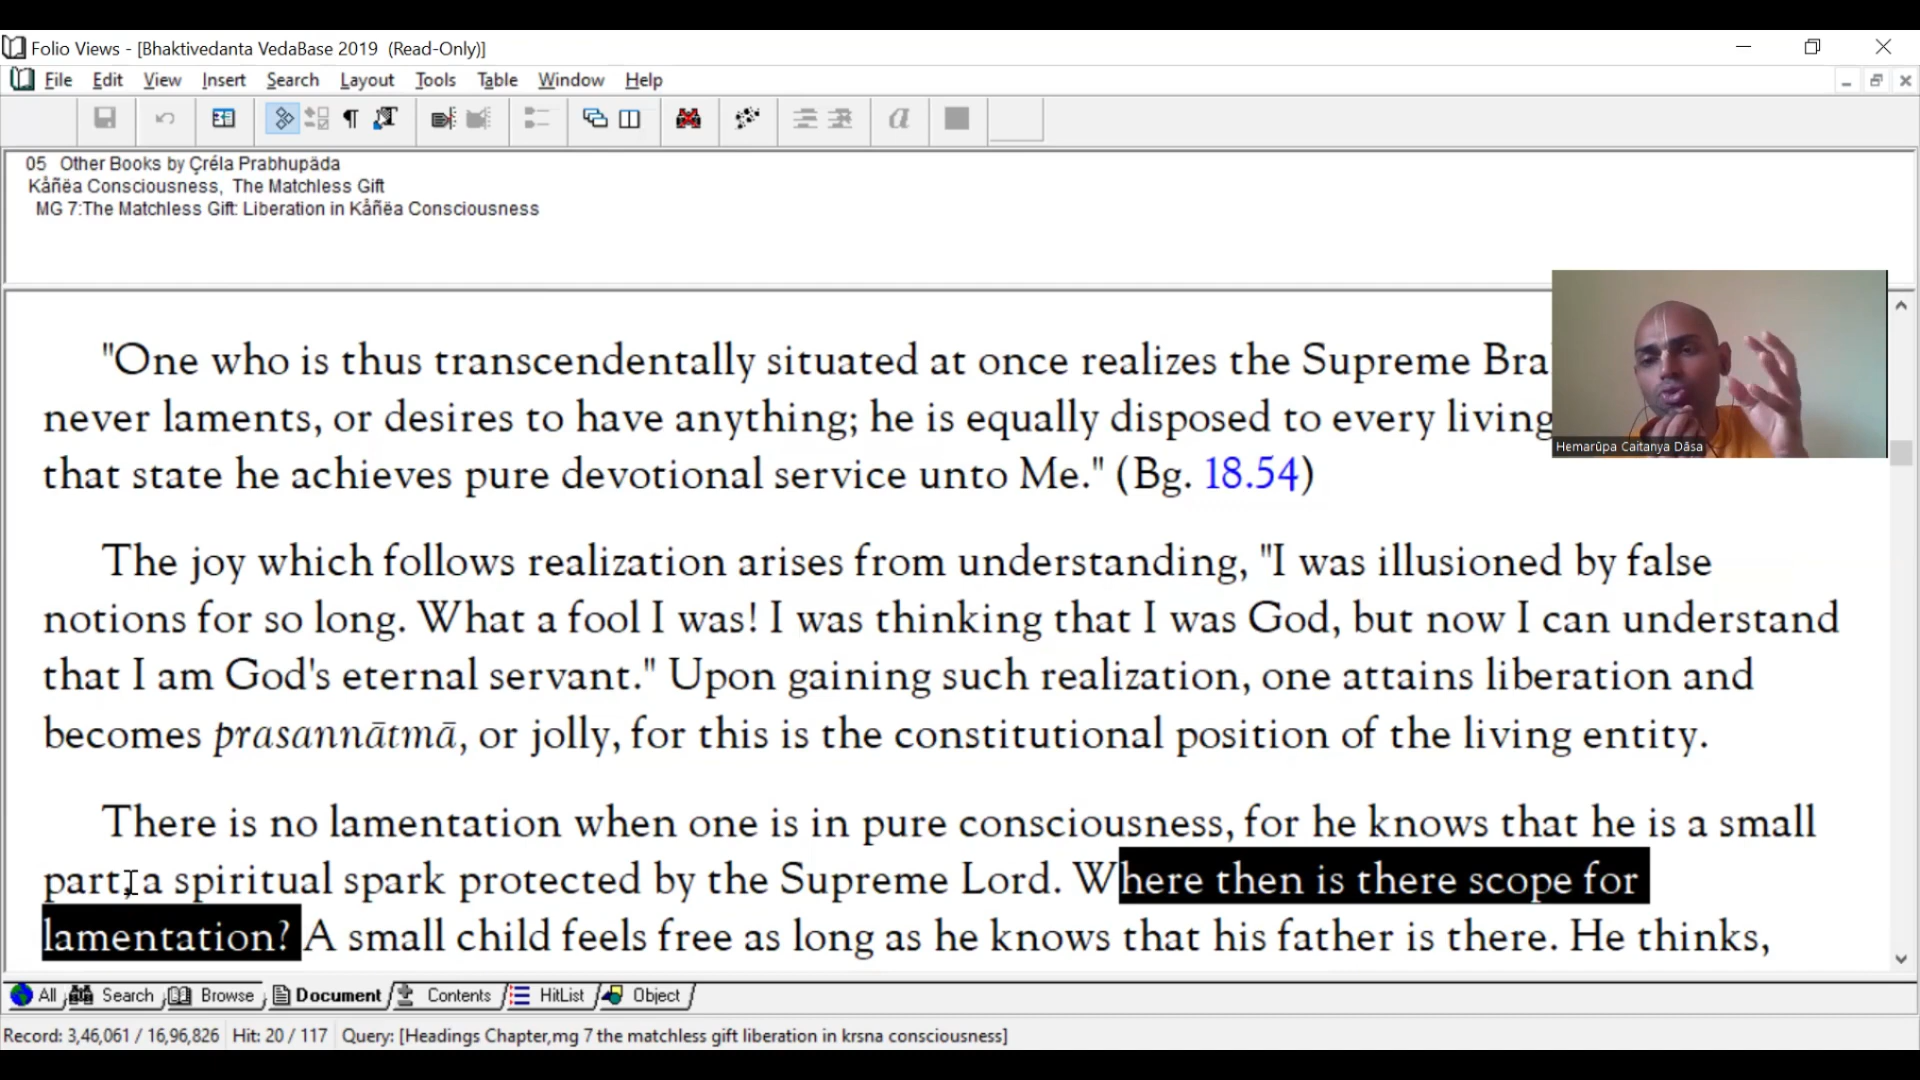 Folio Views - [Bhaktivedanta VedaBase 2019 (Read-Only)]
File Edit View Insert Search Layout Tools Table Window Help
05 Other Books by Çréla Prabhupäda
Kåñëa Consciousness, The Matchless Gift
MG 7:The Matchless Gift: Liberation in Kåñëa Consciousness
"One who is thus transcendentally situated at once realizes the Supreme
never laments, or desires to have anything; he is equally disposed to every living
that state he achieves pure devotional service unto Me." (Bg. 18.54)
Hemarūpa Caitanya Dāsa
The joy which follows realization arises from understanding, "I was illusioned by false
notions for so long. What a fool I was! I was thinking that I was God, but now I can understand
that I am God's eternal servant." Upon gaining such realization, one attains liberation and
becomes prasannātmā, or jolly, for this is the constitutional position of the living entity.
There is no lamentation when one is in pure consciousness, for he knows that he is a small
part, a spiritual spark protected by the Supreme Lord. Where then is there scope for
lamentation? A small child feels free as long as he knows that his father is there. He thinks,
All Search Browse Document Contents HitList Object
Record: 3,46,061 / 16,96,826 Hit: 20 / 117 Query: [Headings Chapter,mg 7 the matchless gift liberation in krsna consciousness]